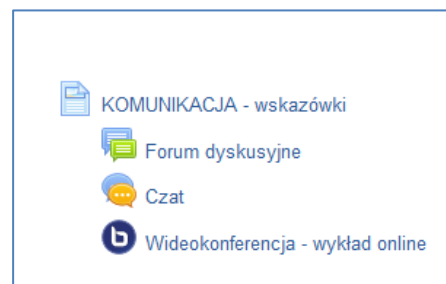 KOMUNIKACJA - wskazówki
Forum dyskusyjne
Czat
Wideokonferencja - wykład online